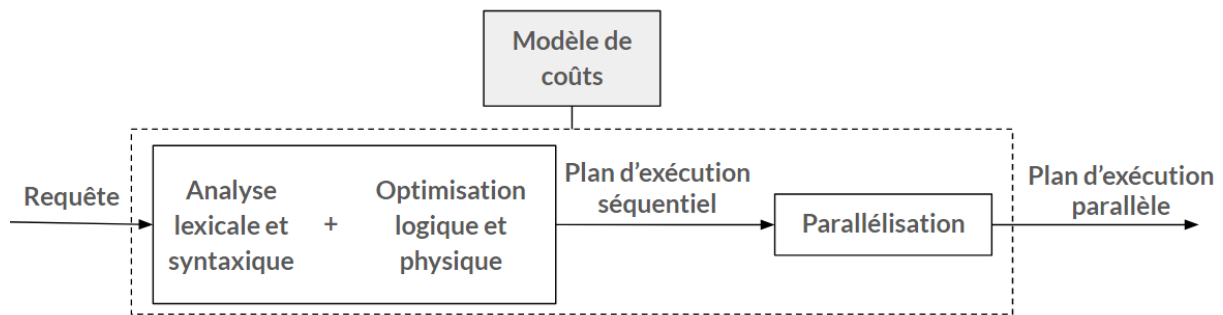 Modèle de
coûts
Requête
Analyse
lexicale et
syntaxique
+
Optimisation
logique et
physique
Plan d’exécution
séquentiel
Parallélisation
Plan d’exécution
parallèle